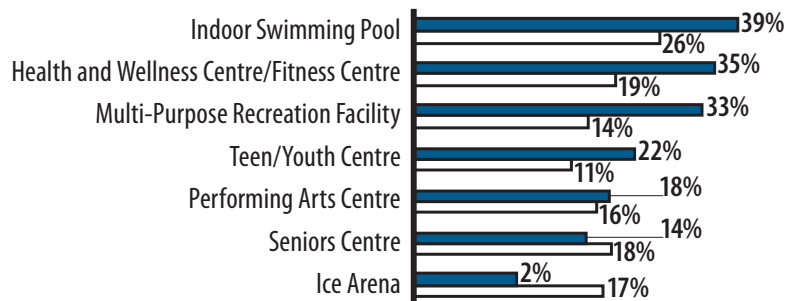 Indoor Swimming Pool 39%
26%
Health and Wellness Centre/Fitness Centre 35%
19%
Multi-Purpose Recreation Facility 33%
14%
Teen/Youth Centre 22%
11%
Performing Arts Centre 18%
16%
Seniors Centre 14%
18%
Ice Arena 2%
17%